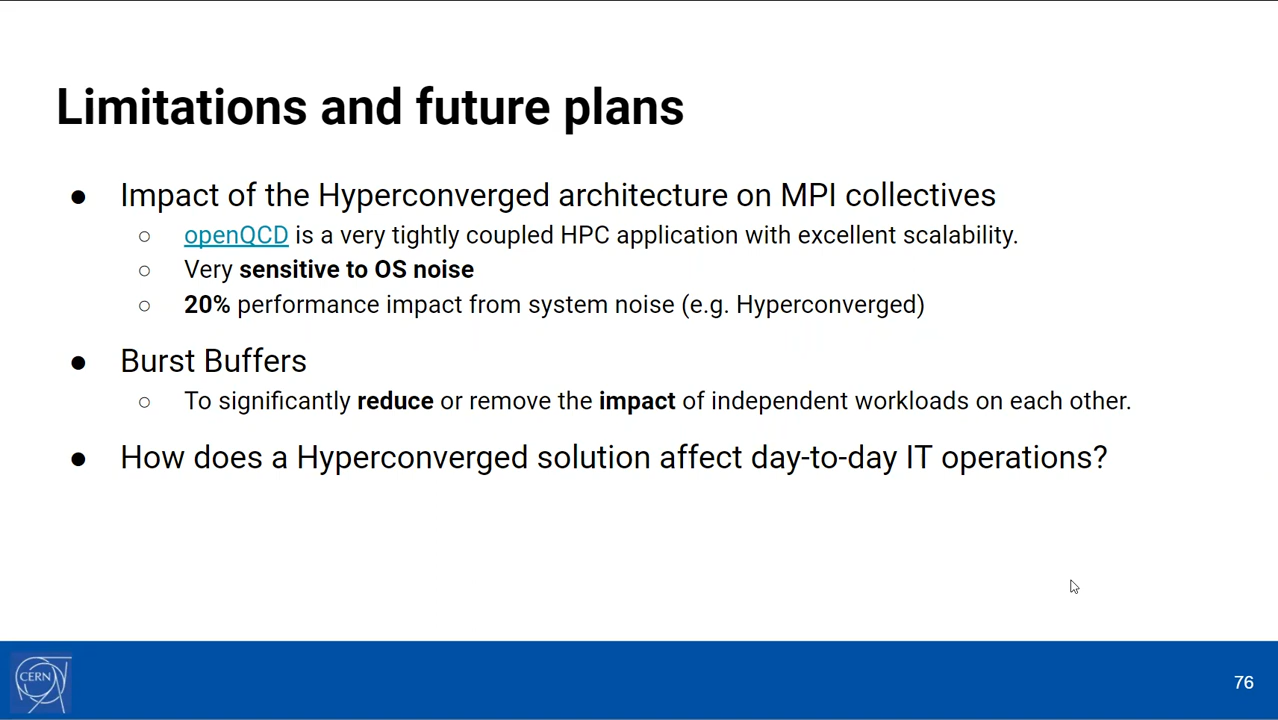 Limitations and future plans
● Impact of the Hyperconverged architecture on MPI collectives
○ openQCD is a very tightly coupled HPC application with excellent scalability.
○ Very sensitive to OS noise
○ 20% performance impact from system noise (e.g. Hyperconverged)
● Burst Buffers
○ To significantly reduce or remove the impact of independent workloads on each other.
● How does a Hyperconverged solution affect day-to-day IT operations?
CERN
76